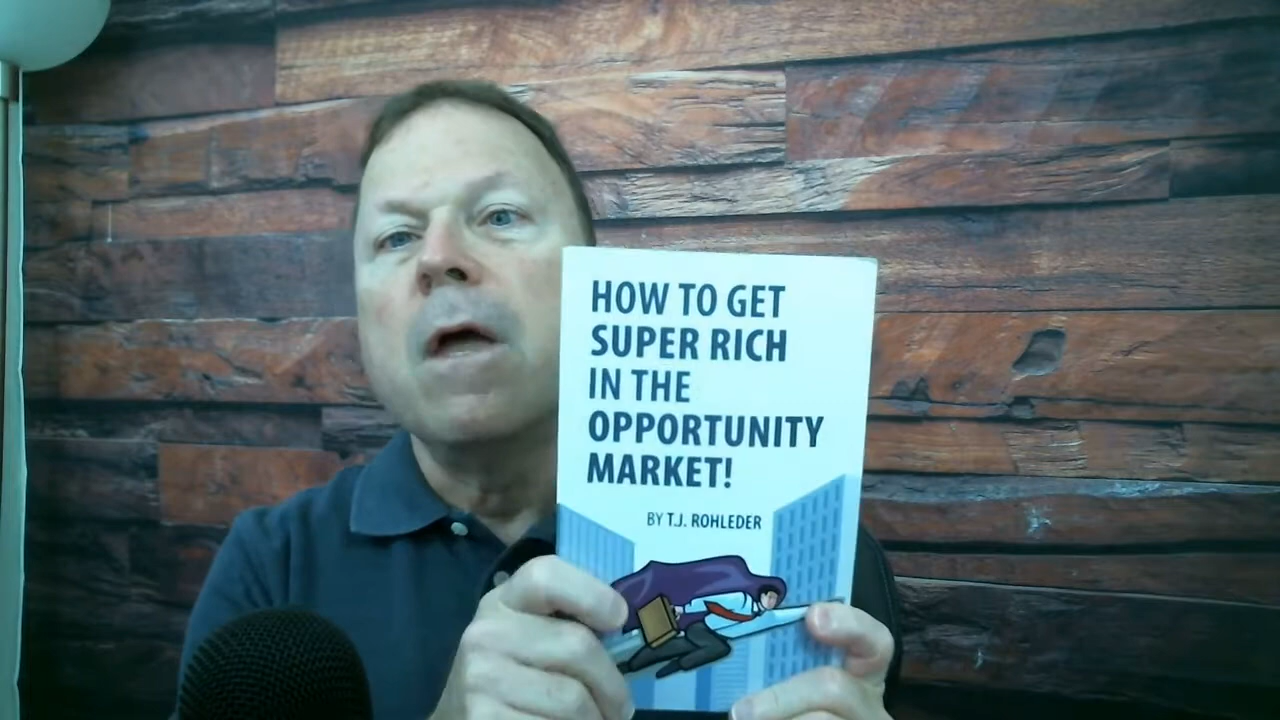 HOW TO GET
SUPER RICH
IN THE
OPPORTUNITY
MARKET!
BY T.J. ROHLEDER